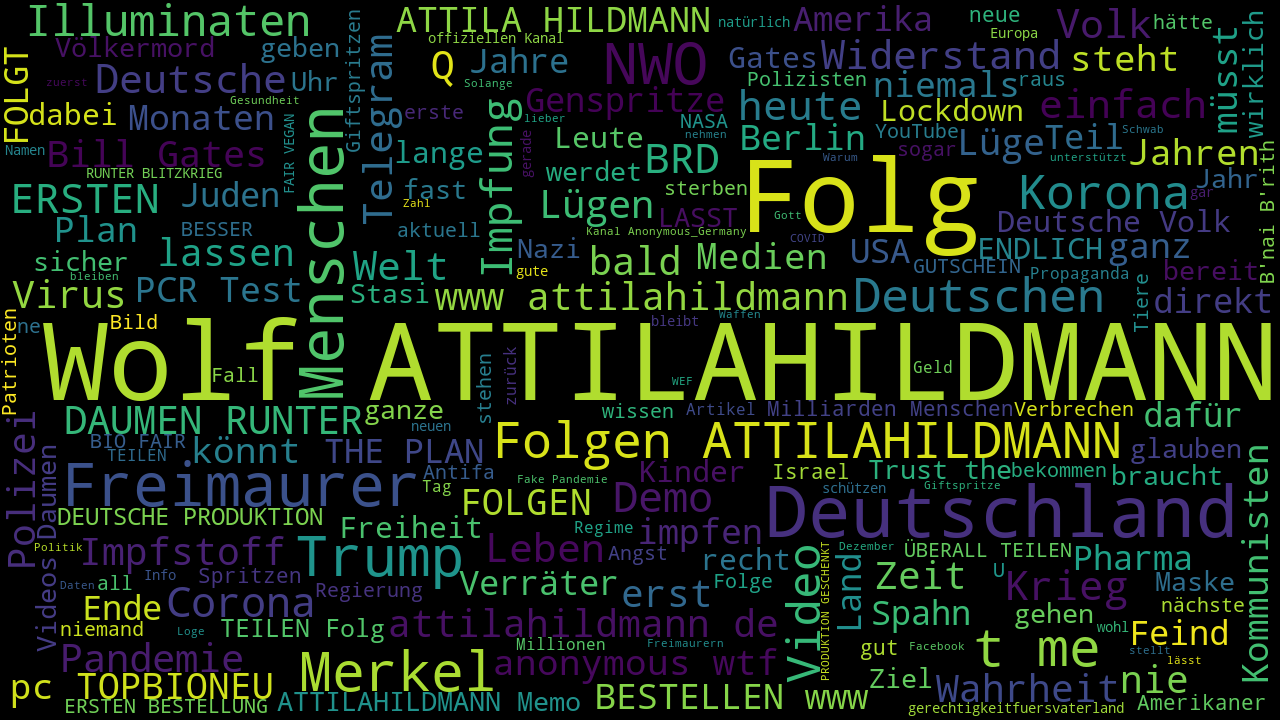 Illuminaten
ATTILA HILDMANN
natürlich
Amerika
neue
Volk
hätte
Völkermord
geben
Giftspritzen
offiziellen Kanal
Europa
Q
Jahre
NWO
Gates
Widerstand
steht
müsst
wirklich
FOLGT
zuerst
Deutsche
Uhr
Telegram
Solange
Polizisten
niemals
raus
dabei
Monaten
Gesundheit
erste
Impfung
Genspritze
lieber
NASA
nehmen
heute
Lockdown
einfach
Namen
Bill Gates
FAIR VEGAN
Menschen
lange
gerade
Leute
BRD
Berlin
YouTube
sogar
Lüge
Teil
Schwab
unterstützt
Jahren
RUNTER BLITZKRIEG
werdet
Warum
Folg
ERSTEN
Juden
fast
Zahl
Lügen
sterben
LASST
Gott
Korona
Jahr
gar
B'nai B'rith
Plan
BESSER
aktuell
Kanal Anonymous_Germany
COVID
Deutsche Volk
sicher
lassen
Welt
Nazi
gute
bald
Medien
USA
ENDLICH
ganz
bleiben
GUTSCHEIN
Propaganda
bereit
Virus
PCR Test
Stasi
www attilahildmann
Deutschen
Tiere
direkt
Patrioten
ne
Bild
bleibt
Waffen
Wolf ATTILAHILDMANN
Fall
stehen
zurück
WEF
Geld
DAUMEN RUNTER
ganze
neuen
wissen
Artikel
Milliarden Menschen
Verbrechen
dafür
Polizei
Daumen
BIO FAIR
TEILEN
könnt
THE PLAN
Folgen ATTILAHILDMANN
glauben
Freimaurer
Antifa
Tag
Fake Pandemie
Kinder
Israel
Trust the
bekommen
braucht
Kommunisten
schützen
Giftspritze
DEUTSCHE PRODUKTION
FOLGEN
Demo
Deutschland
Freiheit
Regime
impfen
Politik
Impfstoff
Trump
Leben
Angst
recht
Video
PRODUKTION GESCHENKT
Land
Dezember
ÜBERALL TEILEN
Pharma
Videos
Daten
all
Info
Spritzen
Regierung
Verräter
erst
Folge
Zeit
U
Krieg
Maske
Ende
Corona
Spahn
gehen
nächste
niemand
Loge
TEILEN Folg
attilahildmann de
Millionen
Freimaurern
gut
Facebook
wohl
Feind
stellt
lässt
Pandemie
Merkel
anonymous wtf
t me
pc
TOPBIONEU
Ziel
Wahrheit
nie
ERSTEN BESTELLUNG
ATTILAHILDMANN Memo
BESTELLEN www
gerechtigkeitfuersvaterland
Amerikaner